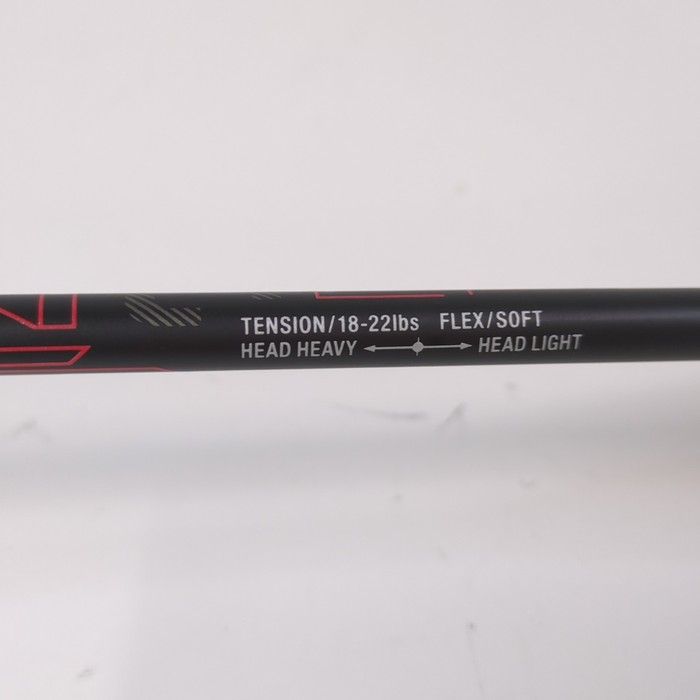 TENSION/18-22lbs FLEX/SOFT
HEAD HEAVY HEAD LIGHT